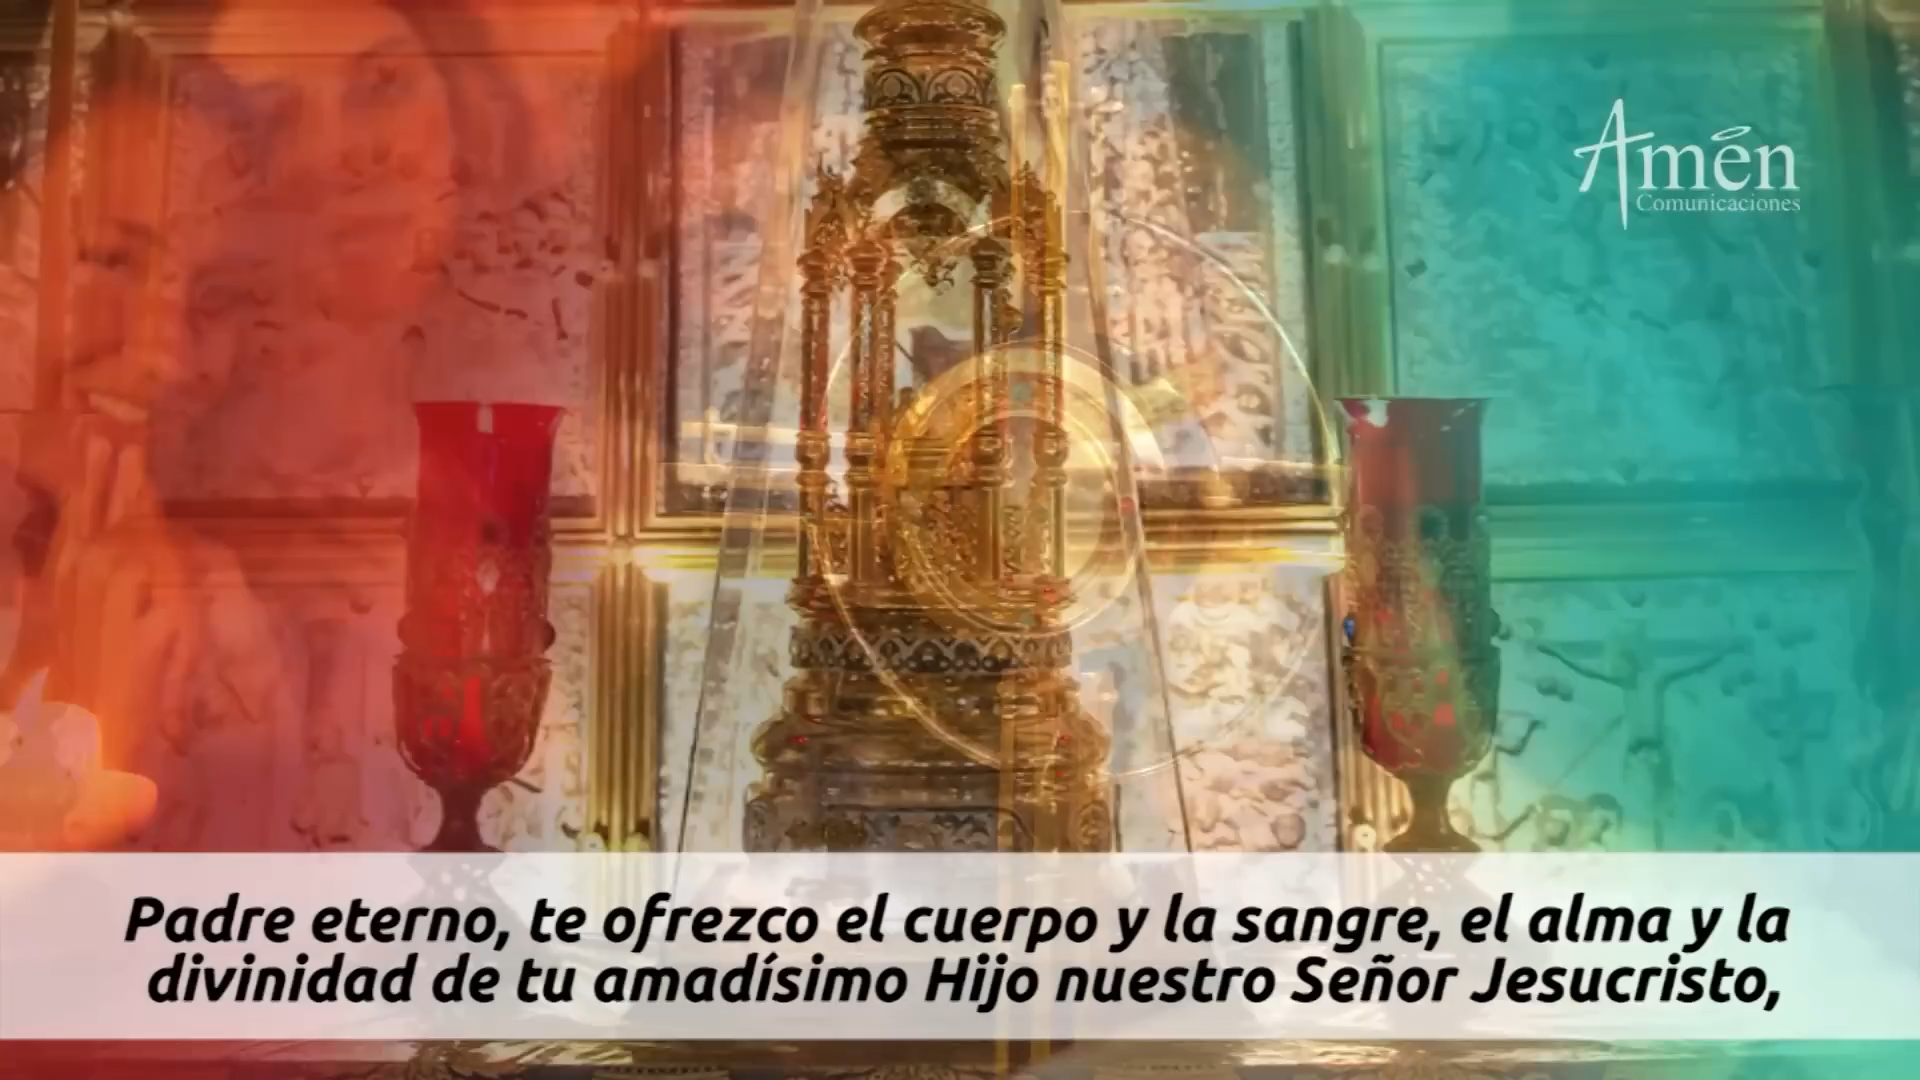 Amén
Comunicaciones
Padre eterno, te ofrezco el cuerpo y la sangre, el alma y la
divinidad de tu amadísimo Hijo nuestro Señor Jesucristo,